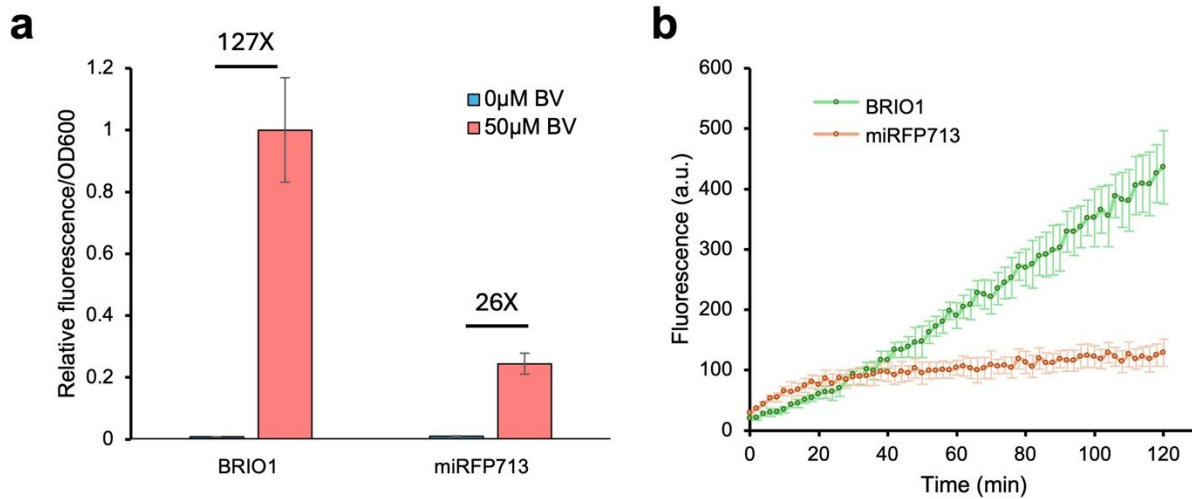 a
127X
1.2
1
0.8
0.6
0.4
0.2
0
Relative fluorescence/OD600
0µM BV
50µM BV
26X
BRIO1
miRFP713
b
600
500
400
300
200
100
0
Fluorescence (a.u.)
BRIO1
miRFP713
0
20
40
60
80
100
120
Time (min)